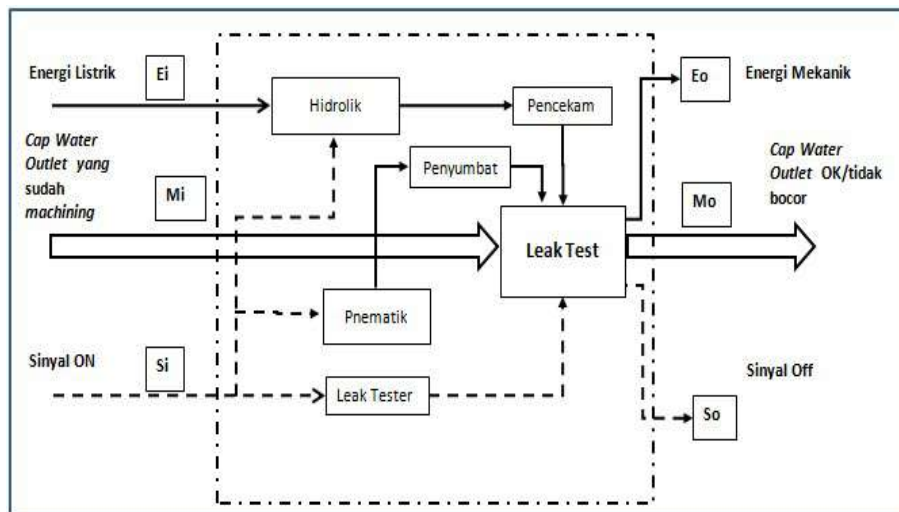 Energi Listrik
Ei
Hidrolik
Pencekam
Eo
Energi Mekanik
Cap Water
Outlet yang
sudah
machining
Mi
Penyumbat
Leak Test
Mo
Cap Water
Outlet OK/tidak
bocor
Pnematik
Sinyal ON
Si
Leak Tester
Sinyal Off
So